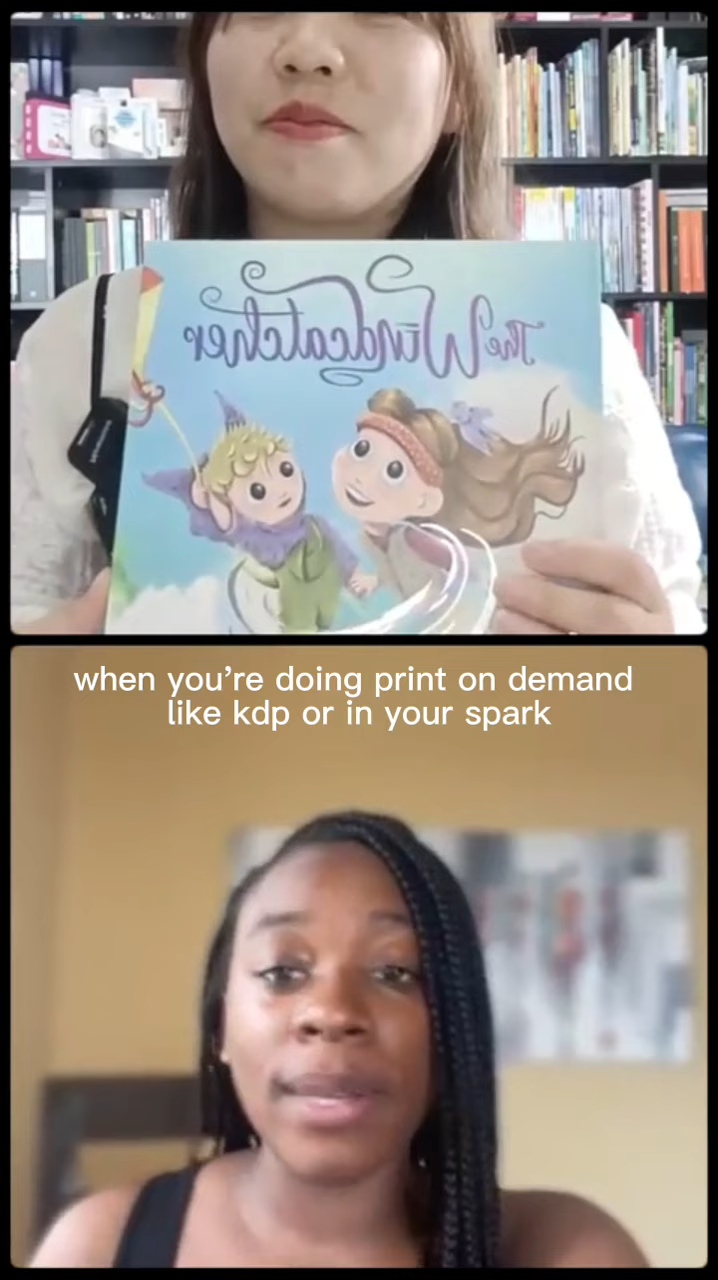 The Windcatcher
when you're doing print on demand
like kdp or in your spark